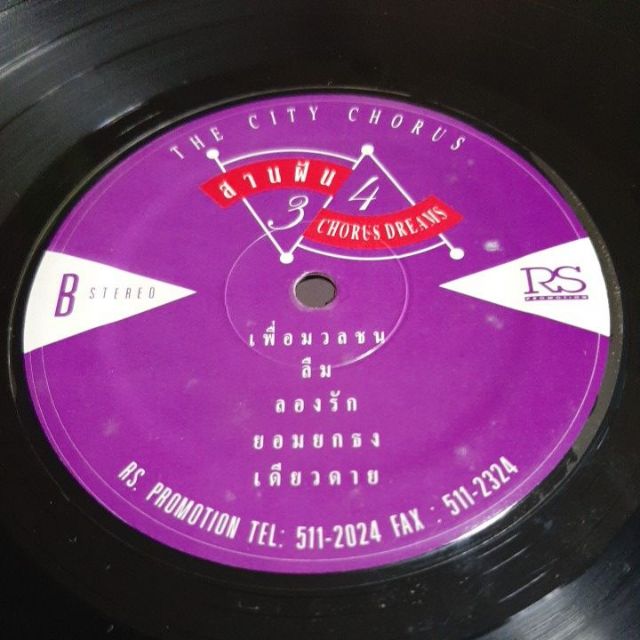 THE CITY CHORUS
สานฝัน
3
4
CHORUS DREAMS
B STEREO
RS
PROMOTION
เพื่อมวลชน
ลืม
ลองรัก
ยอมยกธง
เดียวดาย
RS. PROMOTION TEL: 511-2024 FAX : 511-2324